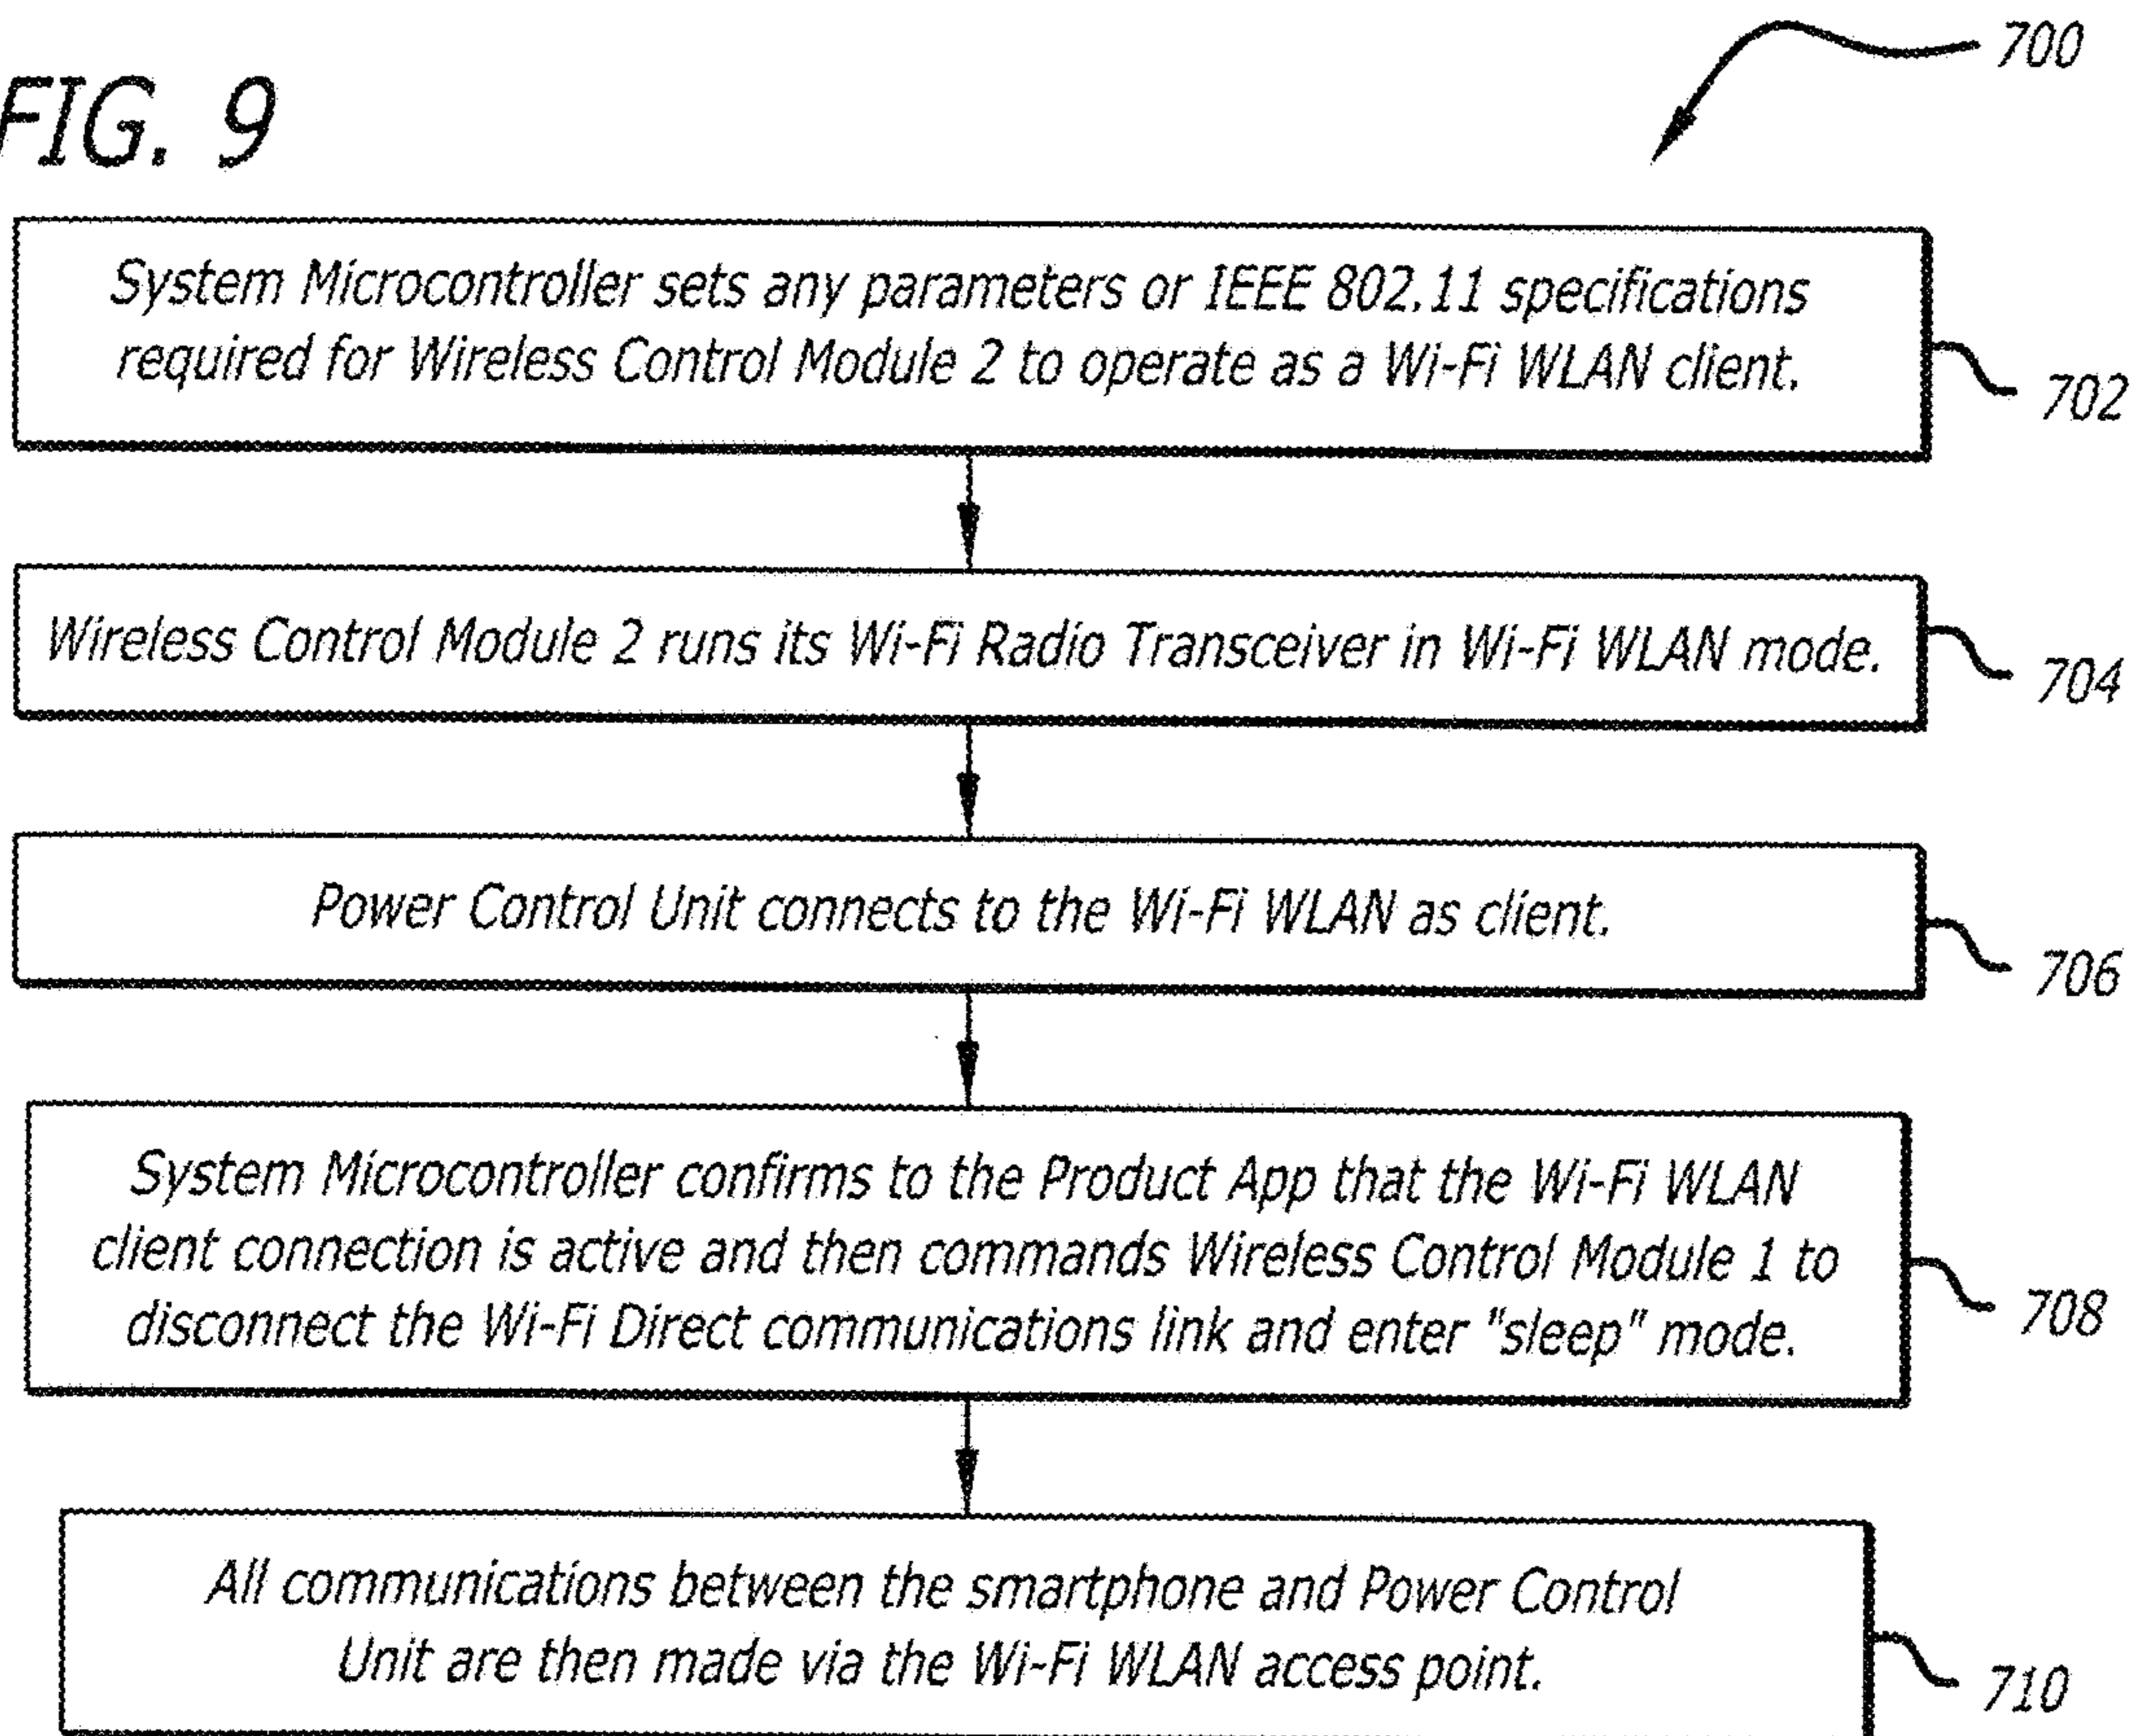 700
FIG. 9
System Microcontroller sets any parameters or IEEE 802.11 specifications
required for Wireless Control Module 2 to operate as a Wi-Fi WLAN client.
702
Wireless Control Module 2 runs its Wi-Fi Radio Transceiver in Wi-Fi WLAN mode.
704
Power Control Unit connects to the Wi-Fi WLAN as client.
706
System Microcontroller confirms to the Product App that the Wi-Fi WLAN
client connection is active and then commands Wireless Control Module 1 to
disconnect the Wi-Fi Direct communications link and enter "sleep" mode.
708
All communications between the smartphone and Power Control
Unit are then made via the Wi-Fi WLAN access point.
710